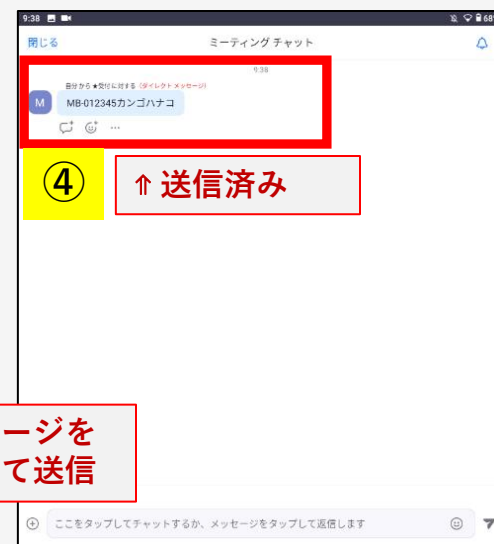 9:38
68
閉じる
ミーティング チャット
9:38
自分から★受付に対する (ダイレクト メッセージ)
M
MB-012345カンゴハナコ
④
⇑ 送信済み
ージを
て送信
ここをタップしてチャットするか、メッセージをタップして返信します